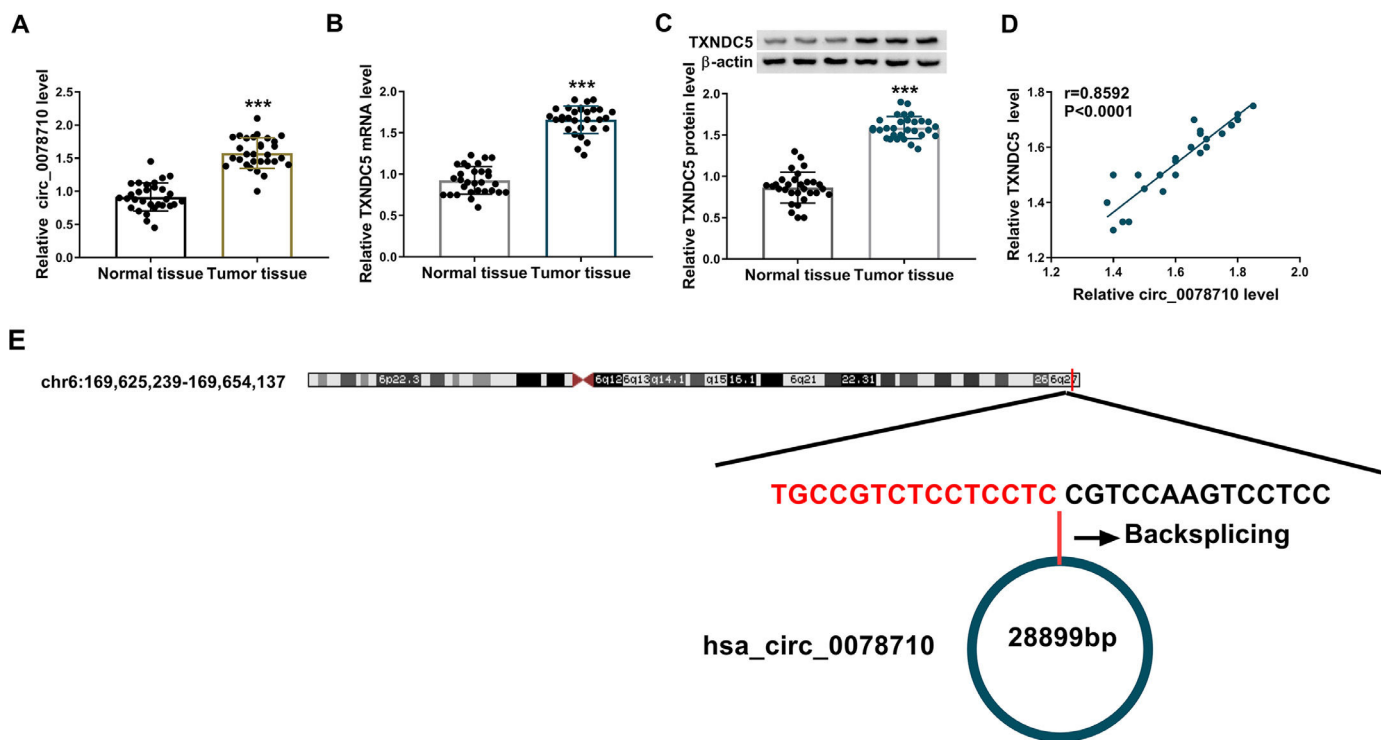 A
Relative circ_0078710 level
2.5
2.0
1.5
1.0
0.5
0.0
***
Normal tissue Tumor tissue
B
Relative TXNDC5 mRNA level
2.0
1.5
1.0
0.5
0.0
***
Normal tissue Tumor tissue
C
TXNDC5
β-actin
Relative TXNDC5 protein level
2.0
1.5
1.0
0.5
0.0
***
Normal tissue Tumor tissue
D
r=0.8592
P<0.0001
Relative TXNDC5 level
1.8
1.6
1.4
1.2
1.2 1.4 1.6 1.8 2.0
Relative circ_0078710 level
E
chr6:169,625,239-169,654,137
6p22.3 6q12 6q13 q14.1 q15 16.1 6q21 22.31 26 6q27
TGCCGTCTCCTCCTC CGTCCAAGTCCTCC
Backsplicing
hsa_circ_0078710
28899bp